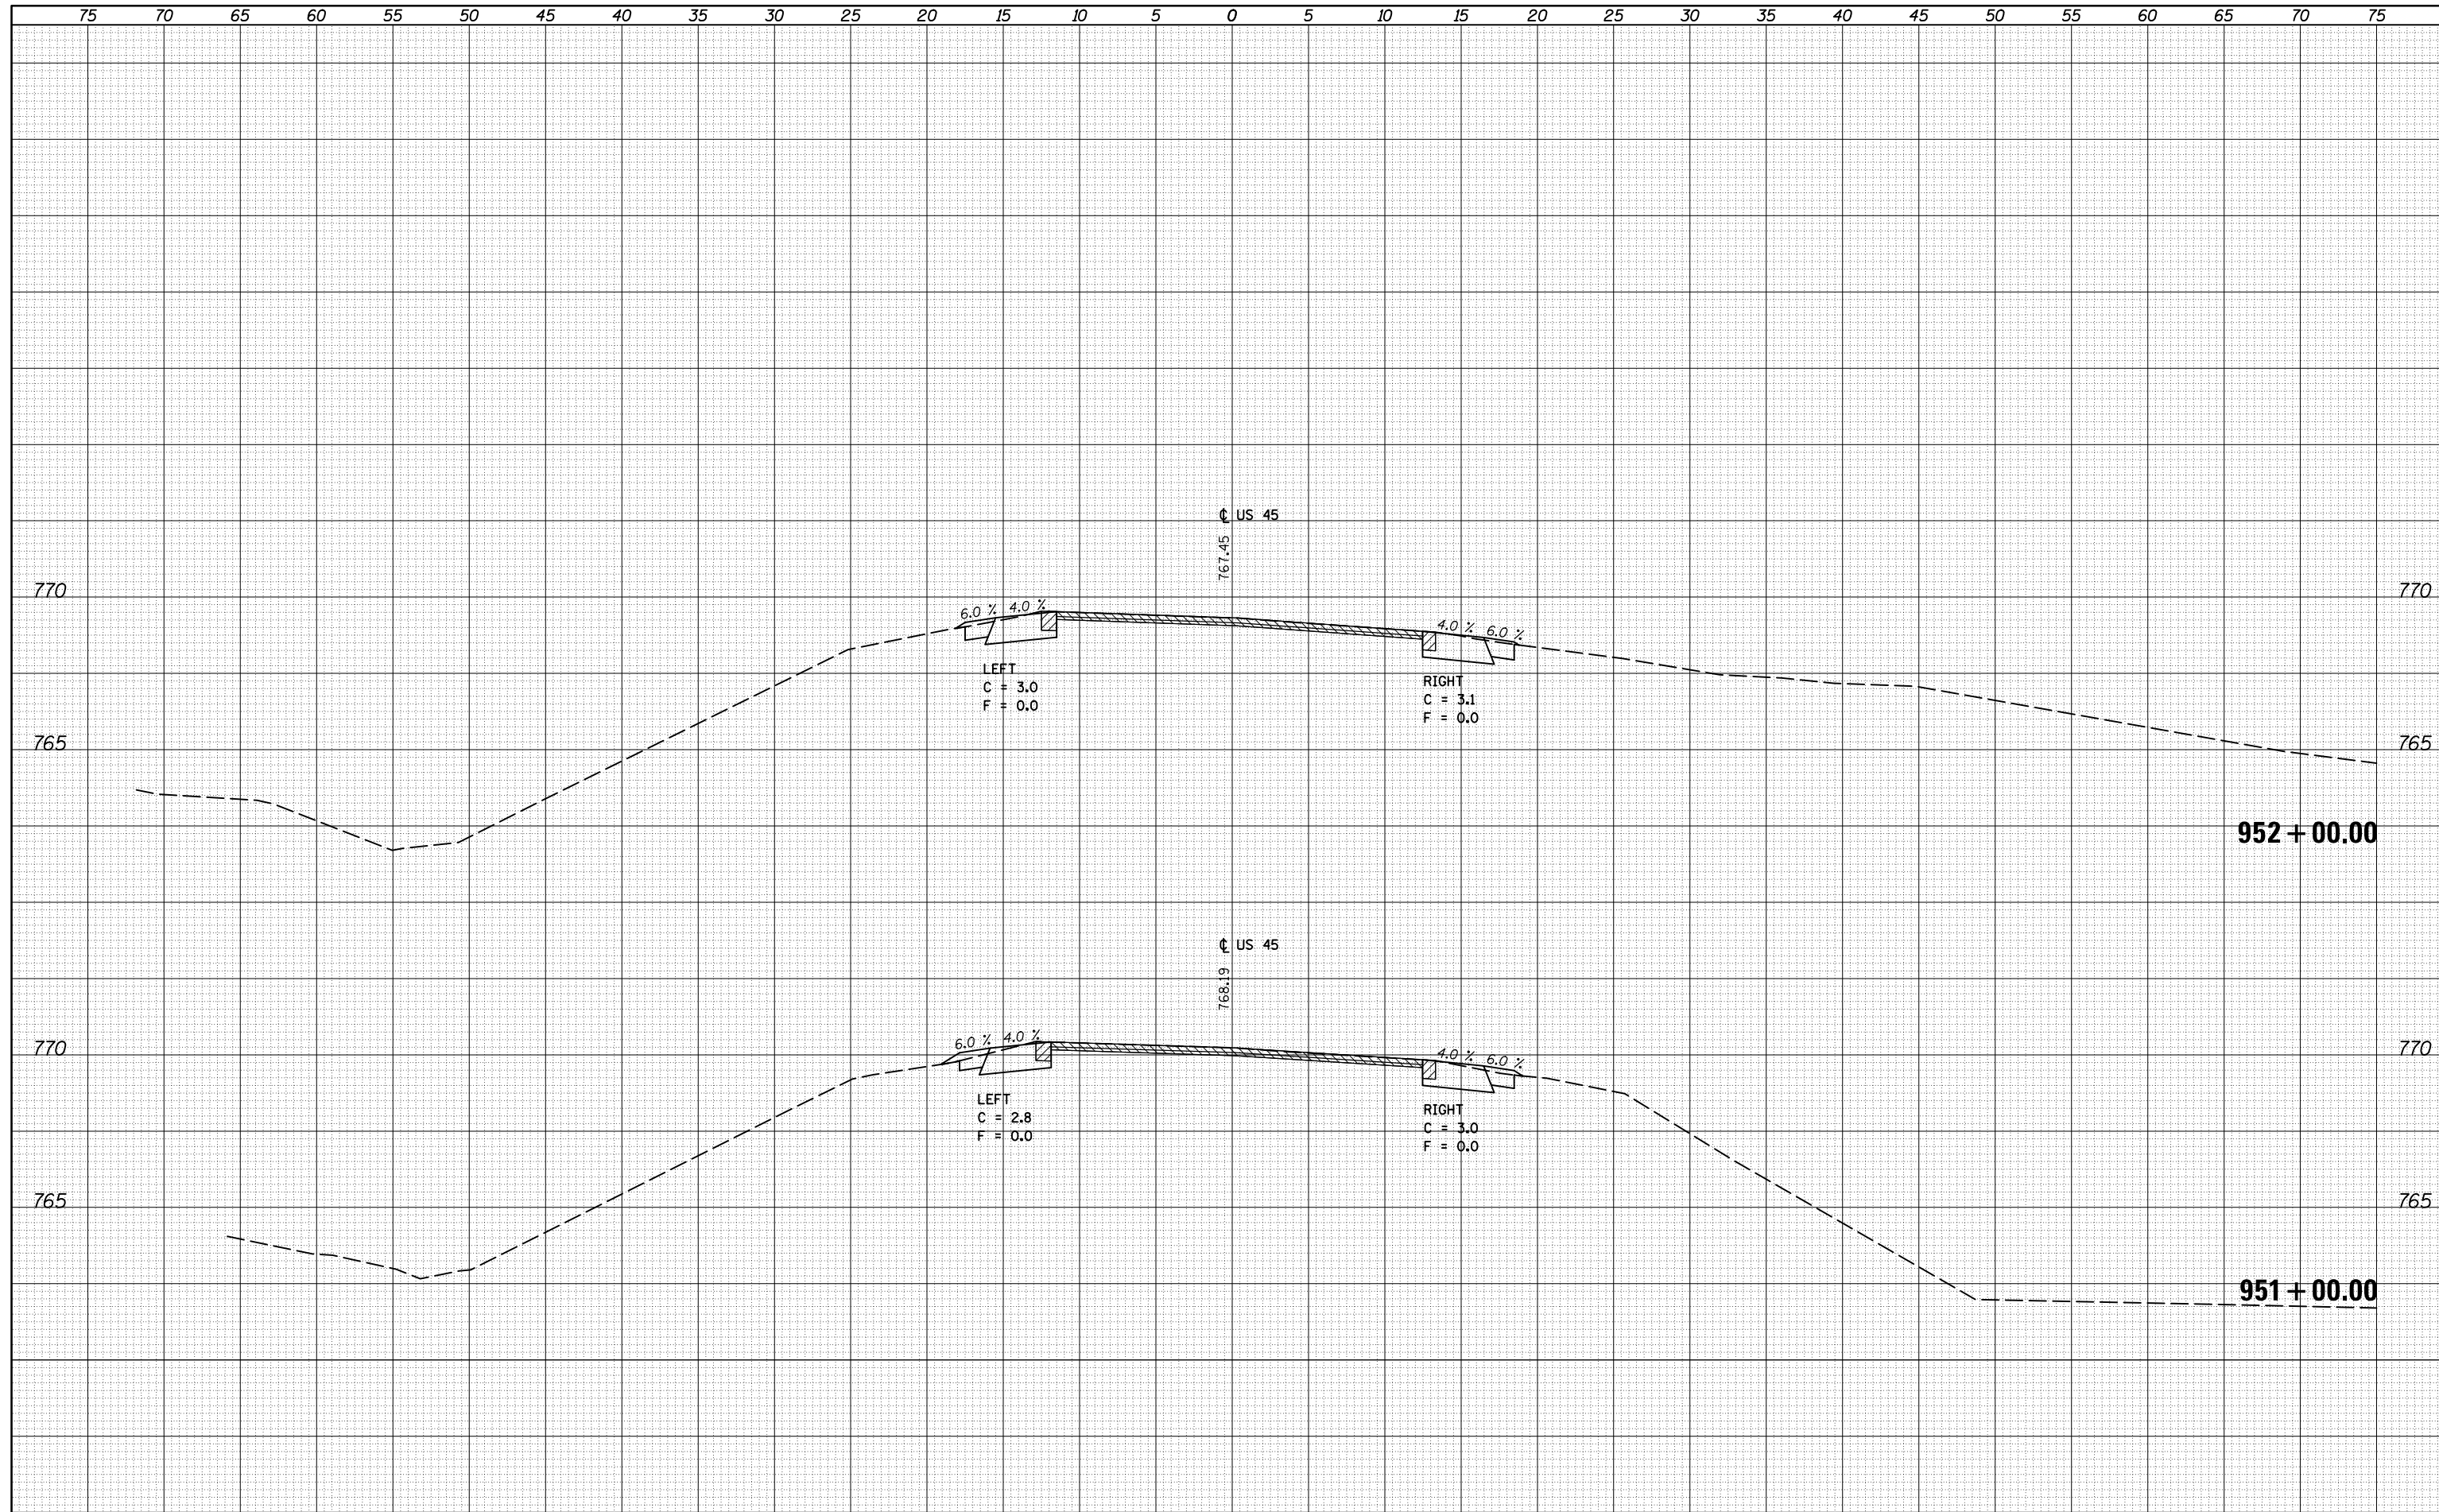 75 70 65 60 55 50 45 40 35 30 25 20 15 10 5 0 5 10 15 20 25 30 35 40 45 50 55 60 65 70 75
℄ US 45
767.45
770 770
6.0 % 4.0 % 4.0 % 6.0 %
LEFT
C = 3.0
F = 0.0
RIGHT
C = 3.1
F = 0.0
765 765
952+00.00
℄ US 45
768.19
770 770
6.0 % 4.0 % 4.0 % 6.0 %
LEFT
C = 2.8
F = 0.0
RIGHT
C = 3.0
F = 0.0
765 765
951+00.00